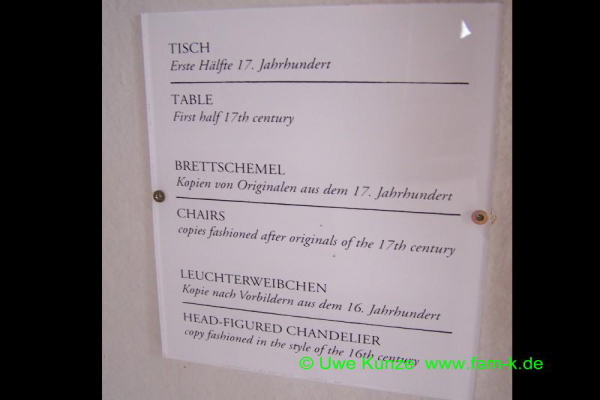 TISCH
Erste Hälfte 17. Jahrhundert
TABLE
First half 17th century
BRETTSCHEMEL
Kopien von Originalen aus dem 17. Jahrhundert
CHAIRS
copies fashioned after originals of the 17th century
LEUCHTERWEIBCHEN
Kopie nach Vorbildern aus dem 16. Jahrhundert
HEAD-FIGURED CHANDELIER
copy fashioned in the style of the 16th century
© Uwe Kunze www.fern-k.de